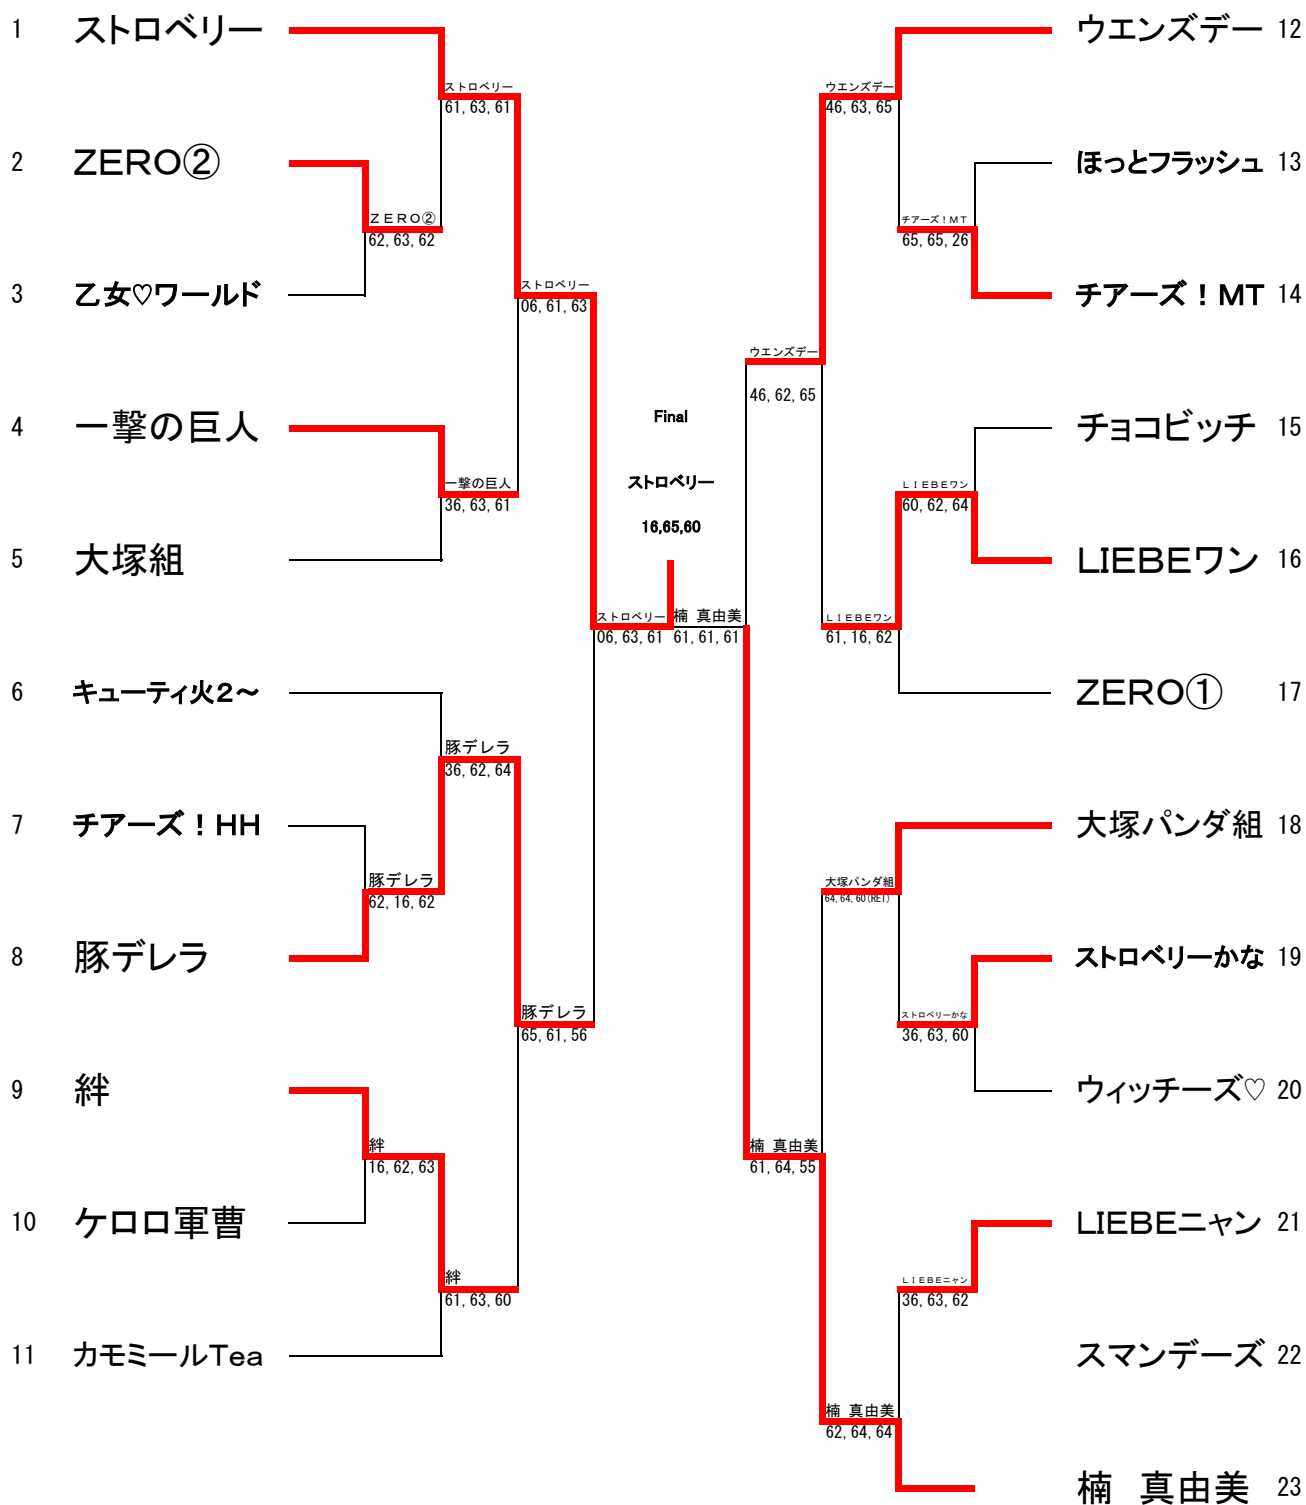 1 ストロベリー
ストロベリー
61, 63, 61
2 ZERO②
ZERO②
62, 63, 62
3 乙女♡ワールド
ストロベリー
06, 61, 63
4 一撃の巨人
一撃の巨人
36, 63, 61
5 大塚組
ストロベリー
06, 63, 61
6 キューティ火2～
豚デレラ
36, 62, 64
7 チアーズ！HH
豚デレラ
62, 16, 62
8 豚デレラ
豚デレラ
65, 61, 56
9 絆
絆
16, 62, 63
10 ケロロ軍曹
絆
61, 63, 60
11 カモミールTea
Final
ストロベリー
16,65,60
楠 真由美
61, 61, 61
ウエンズデー 12
ウエンズデー
46, 63, 65
ほっとフラッシュ 13
チアーズ！MT
65, 65, 26
チアーズ！MT 14
ウエンズデー
46, 62, 65
チョコビッチ 15
LIEBEワン
60, 62, 64
LIEBEワン 16
LIEBEワン
61, 16, 62
ZERO① 17
大塚パンダ組 18
大塚パンダ組
64, 64, 60(RET)
ストロベリーかな 19
ストロベリーかな
36, 63, 60
ウィッチーズ♡ 20
楠 真由美
61, 64, 55
LIEBEニャン 21
LIEBEニャン
36, 63, 62
スマンデーズ 22
楠 真由美
62, 64, 64
楠 真由美 23